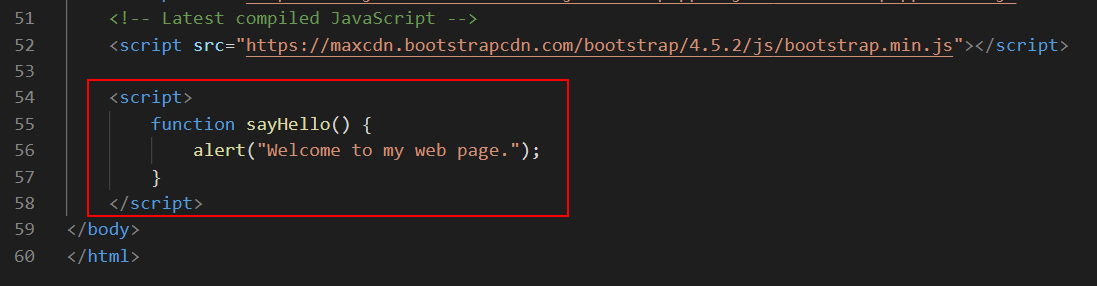 51 <!-- Latest compiled JavaScript -->
52 <script src="https://maxcdn.bootstrapcdn.com/bootstrap/4.5.2/js/bootstrap.min.js"></script>
53
54 <script>
55 function sayHello() {
56 alert("Welcome to my web page.");
57 }
58 </script>
59 </body>
60 </html>